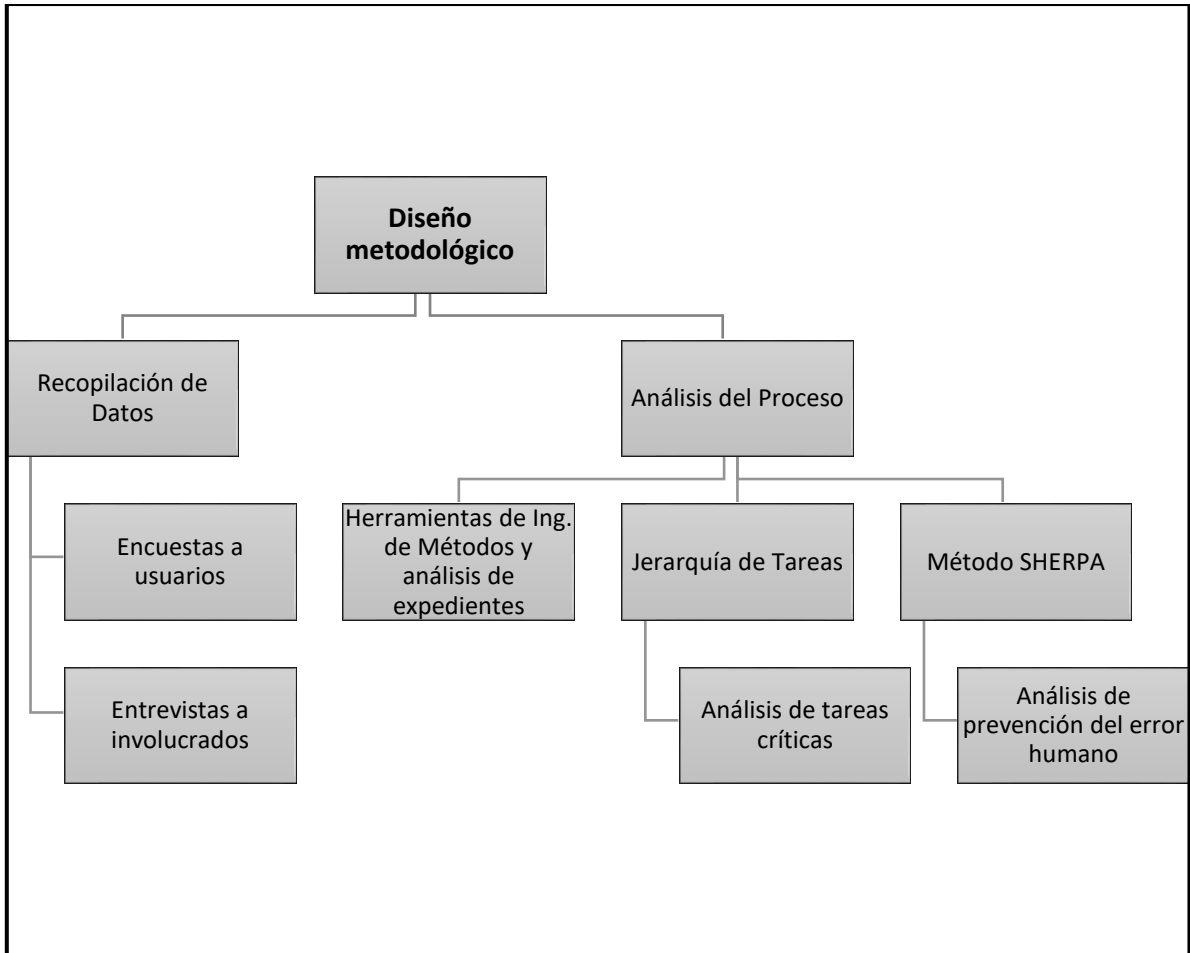 Diseño
metodológico
Recopilación de
Datos
Análisis del Proceso
Encuestas a
usuarios
Entrevistas a
involucrados
Herramientas de Ing.
de Métodos y
análisis de
expedientes
Jerarquía de Tareas
Análisis de tareas
críticas
Método SHERPA
Análisis de
prevención del error
humano